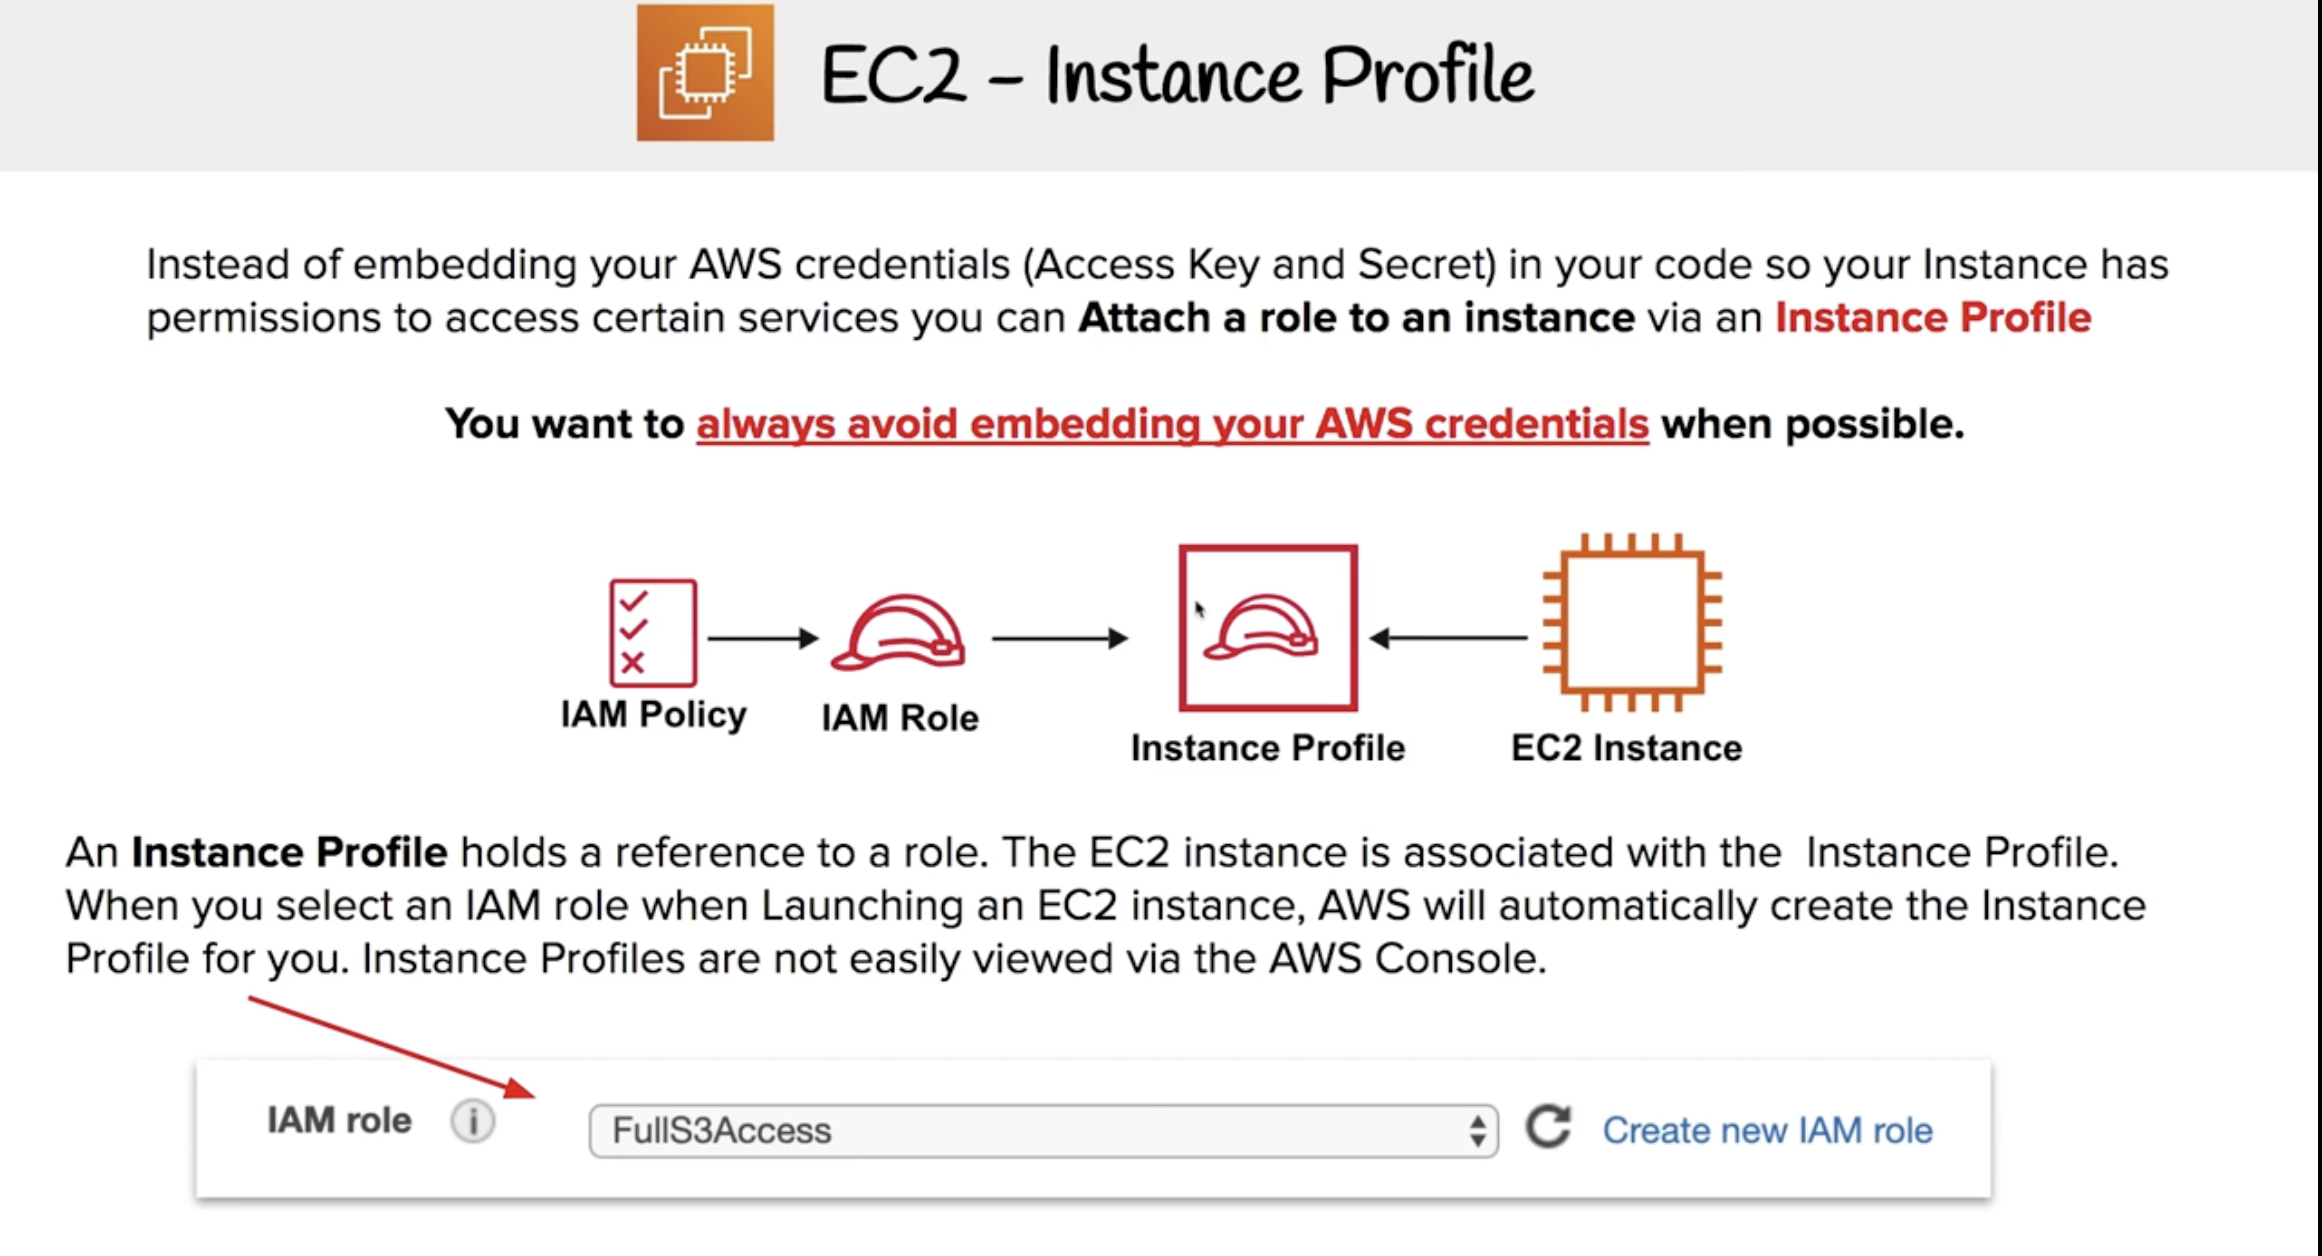 EC2 - Instance Profile
Instead of embedding your AWS credentials (Access Key and Secret) in your code so your Instance has
permissions to access certain services you can Attach a role to an instance via an Instance Profile
You want to always avoid embedding your AWS credentials when possible.
IAM Policy
IAM Role
Instance Profile
EC2 Instance
An Instance Profile holds a reference to a role. The EC2 instance is associated with the Instance Profile.
When you select an IAM role when Launching an EC2 instance, AWS will automatically create the Instance
Profile for you. Instance Profiles are not easily viewed via the AWS Console.
IAM role i FullS3Access Create new IAM role